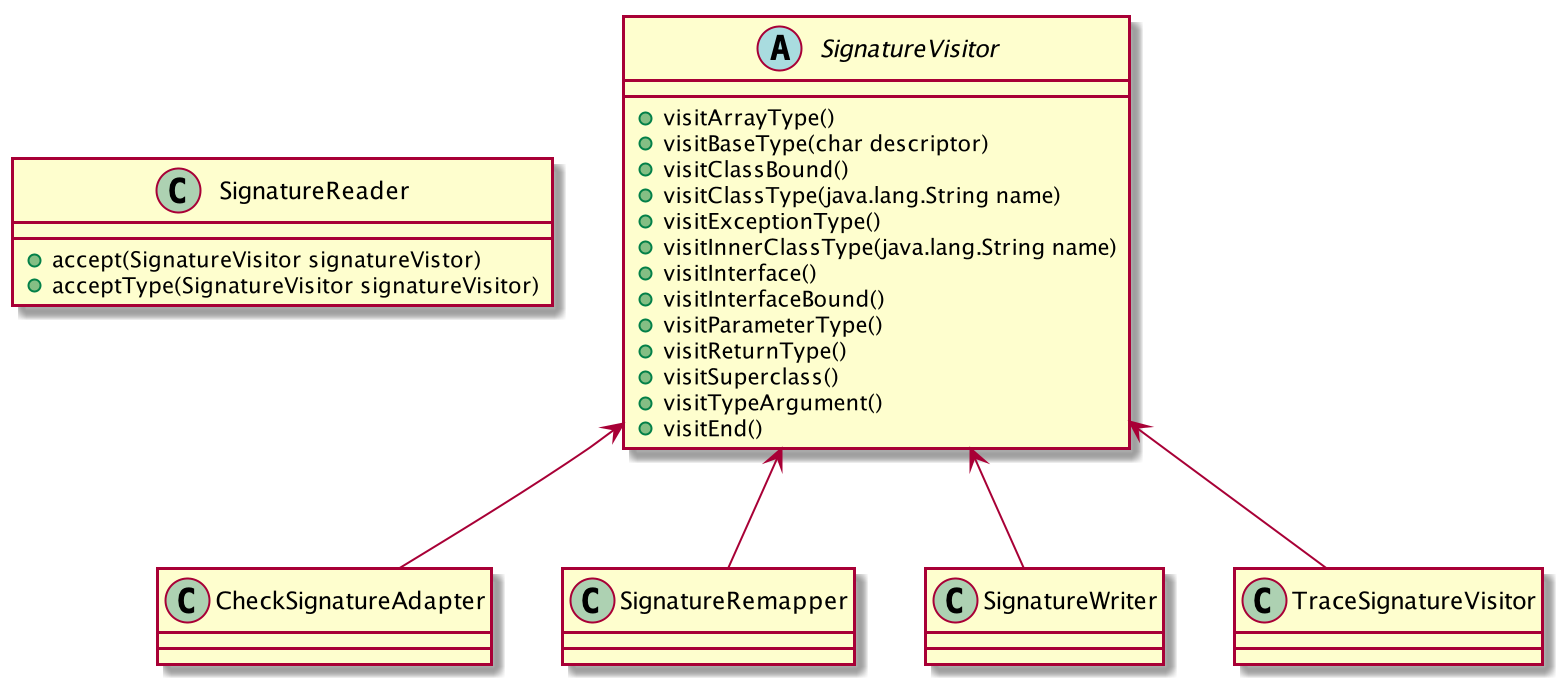 A SignatureVisitor
visitArrayType()
visitBaseType(char descriptor)
visitClassBound()
visitClassType(java.lang.String name)
visitExceptionType()
visitInnerClassType(java.lang.String name)
visitInterface()
visitInterfaceBound()
visitParameterType()
visitReturnType()
visitSuperclass()
visitTypeArgument()
visitEnd()
C SignatureReader
accept(SignatureVisitor signatureVistor)
acceptType(SignatureVisitor signatureVisitor)
C CheckSignatureAdapter
C SignatureRemapper
C SignatureWriter
C TraceSignatureVisitor